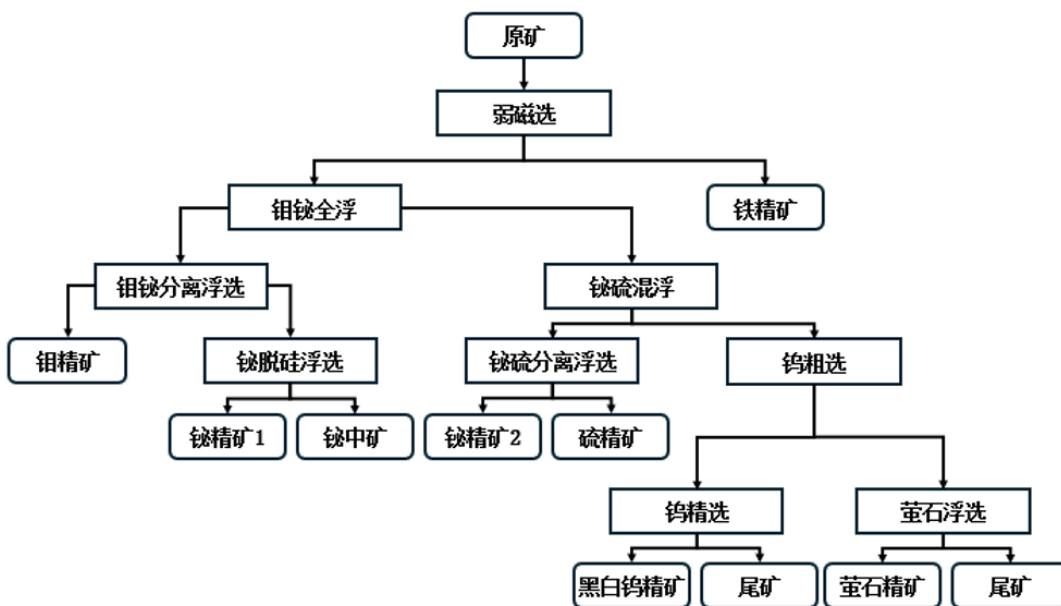 原矿
弱磁选
钼铋全浮
铁精矿
钼铋分离浮选
铋硫混浮
钼精矿
铋脱硅浮选
铋硫分离浮选
钨粗选
铋精矿1
铋中矿
铋精矿2
硫精矿
钨精选
萤石浮选
黑白钨精矿
尾矿
萤石精矿
尾矿